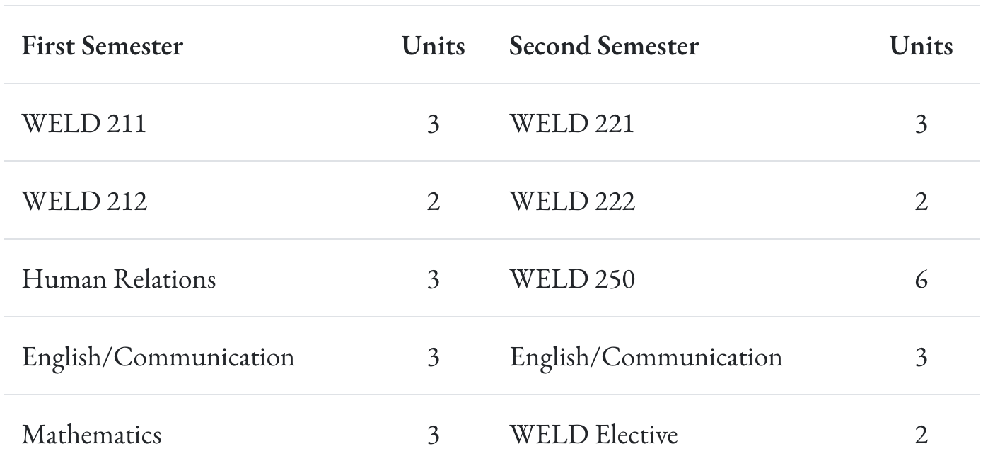 First Semester Units Second Semester Units
WELD 211 3 WELD 221 3
WELD 212 2 WELD 222 2
Human Relations 3 WELD 250 6
English/Communication 3 English/Communication 3
Mathematics 3 WELD Elective 2